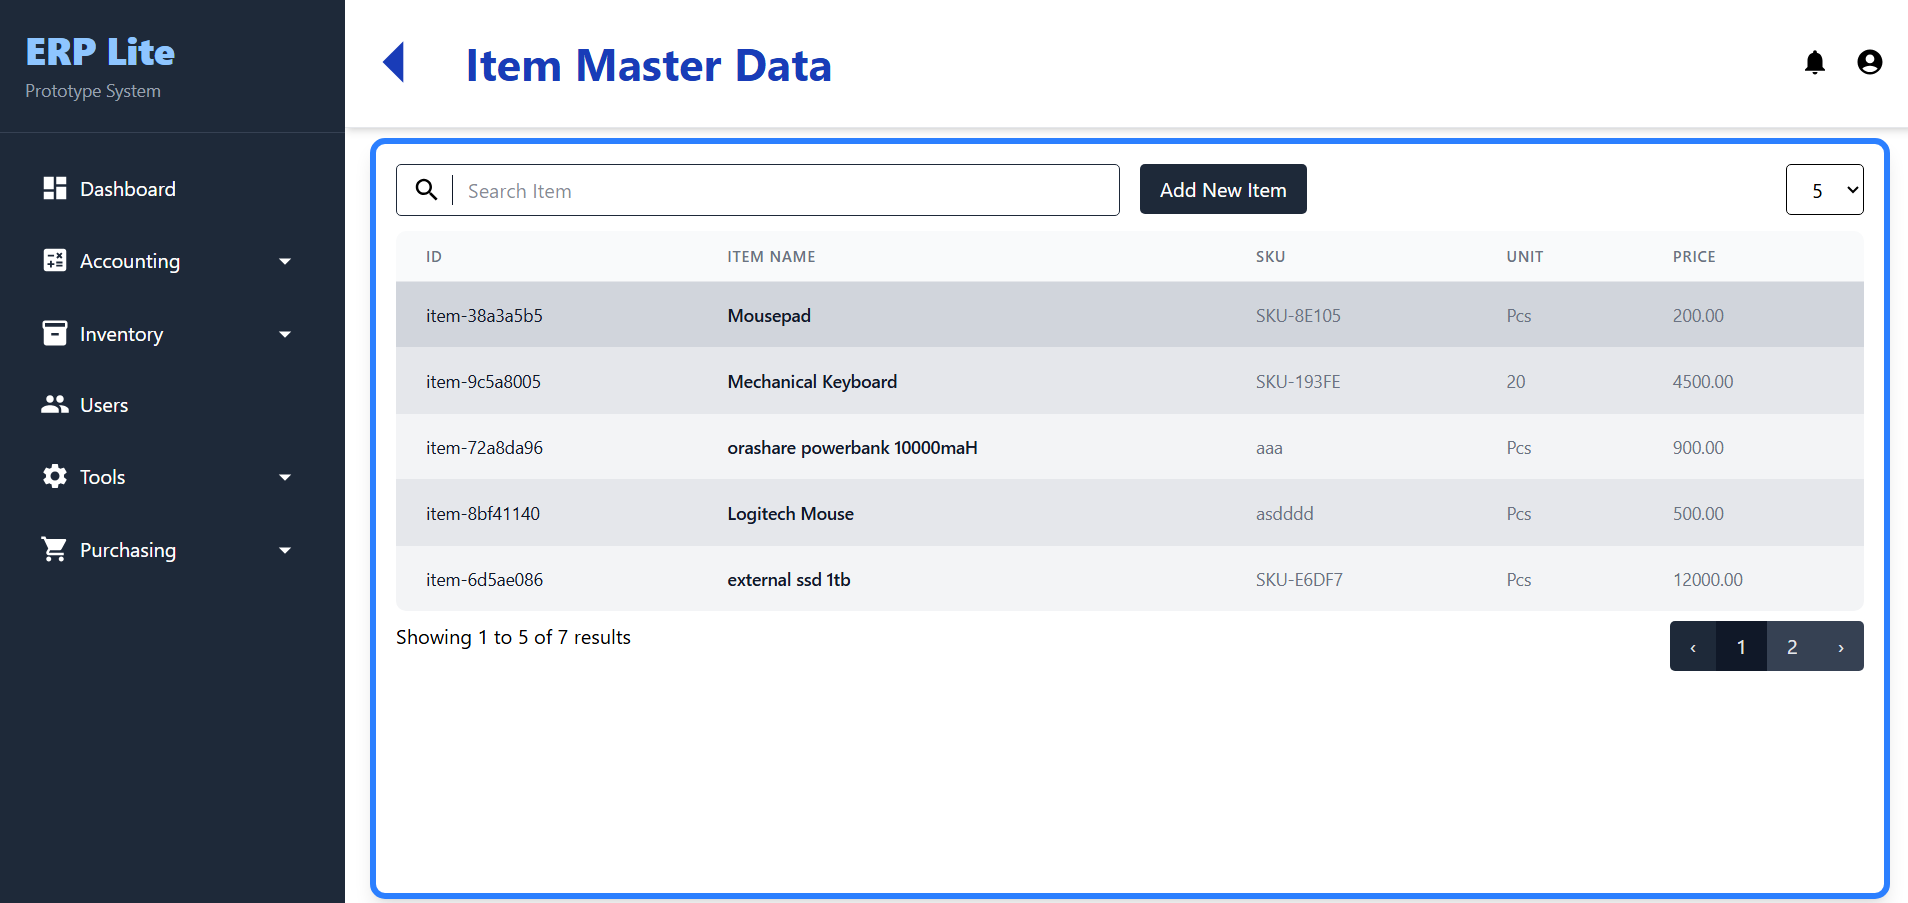 ERP Lite
Prototype System
Dashboard
Accounting
Inventory
Users
Tools
Purchasing
Item Master Data
Search Item
Add New Item
5
ID ITEM NAME SKU UNIT PRICE
item-38a3a5b5 Mousepad SKU-8E105 Pcs 200.00
item-9c5a8005 Mechanical Keyboard SKU-193FE 20 4500.00
item-72a8da96 orashare powerbank 10000maH aaa Pcs 900.00
item-8bf41140 Logitech Mouse asdddd Pcs 500.00
item-6d5ae086 external ssd 1tb SKU-E6DF7 Pcs 12000.00
Showing 1 to 5 of 7 results
‹ 1 2 ›